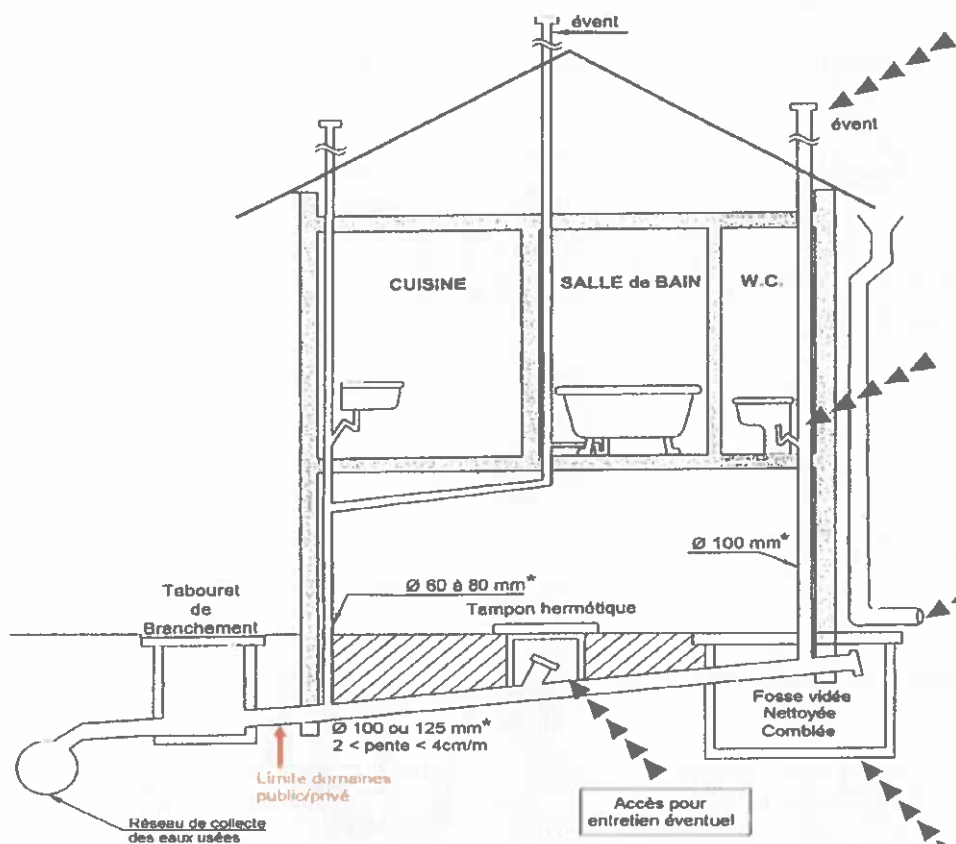 évent
évent
CUISINE
SALLE de BAIN
W.C.
Ø 100 mm*
Ø 60 à 80 mm*
Tampon hermétique
Tabouret
de
Branchement
Fosse vidée
Nettoyée
Comblée
Ø 100 ou 125 mm*
2 < pente < 4cm/m
Limite domaines
public/privé
Accès pour
entretien éventuel
Réseau de collecte
des eaux usées